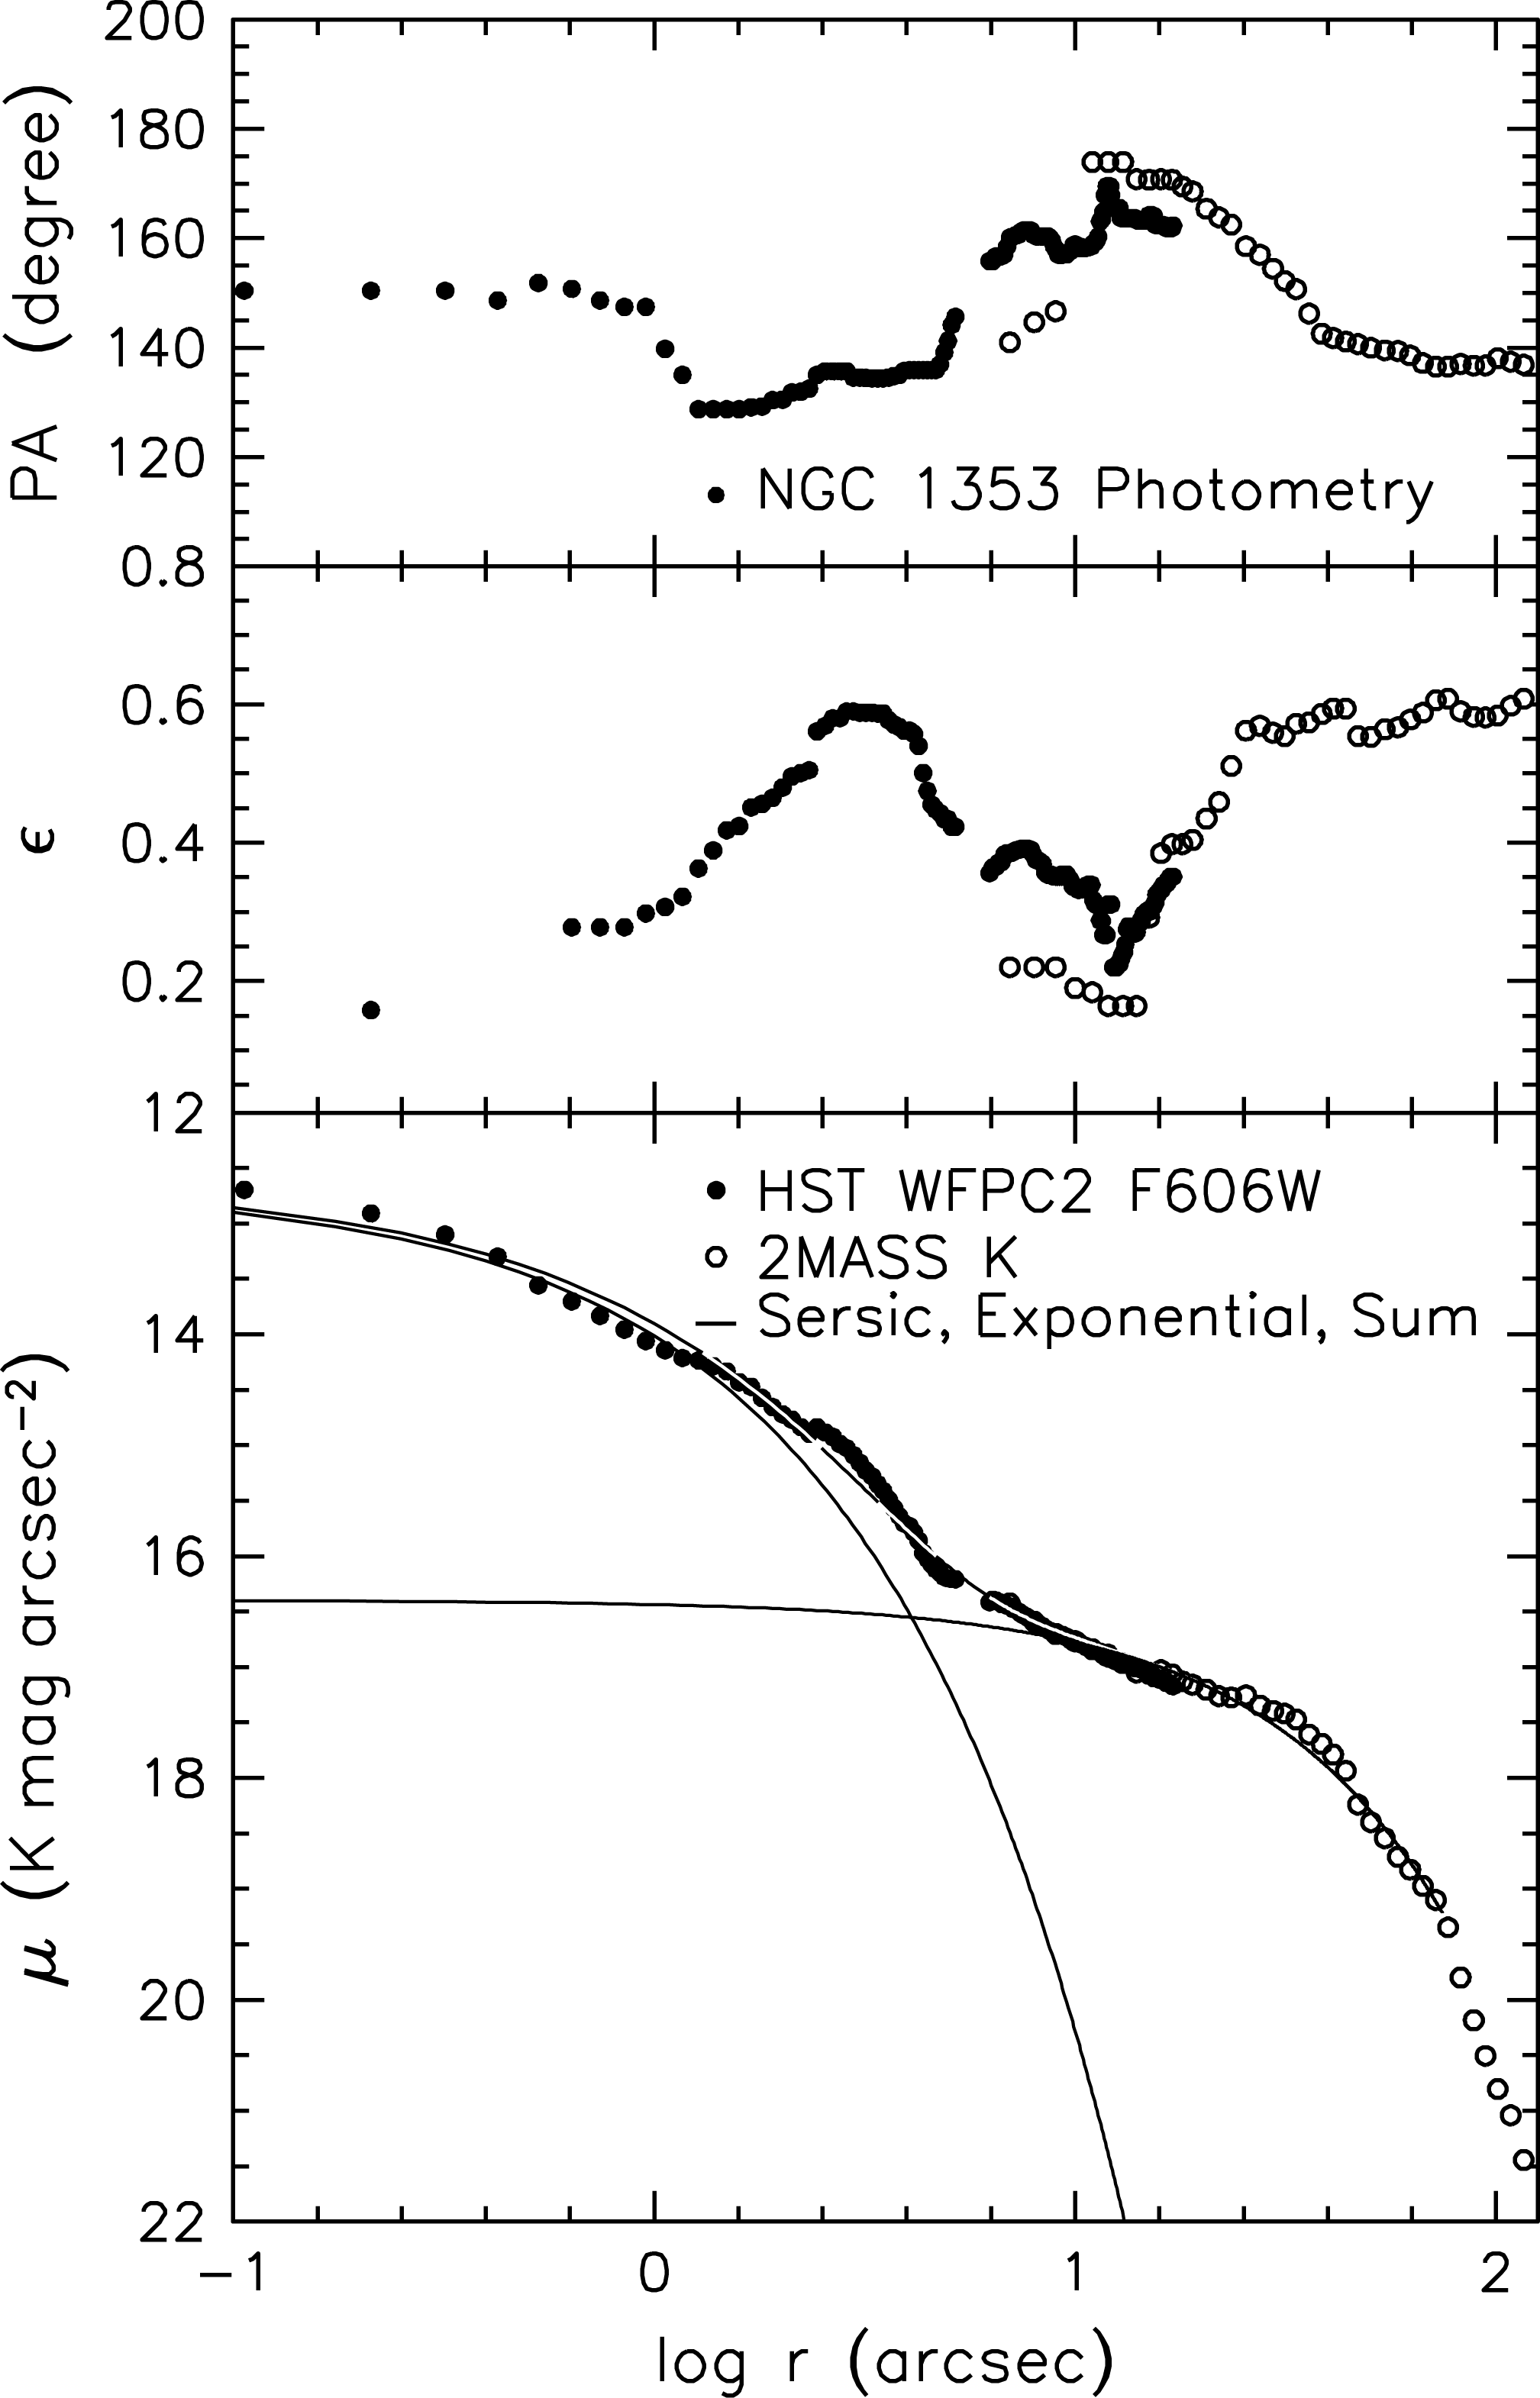 200
180
160
140
120
PA (degree)
● NGC 1353 Photometry
0.8
0.6
0.4
0.2
ϵ
12
14
16
18
20
22
μ (K mag arcsec⁻²)
● HST WFPC2 F606W
○ 2MASS K
— Sersic, Exponential, Sum
−1 0 1 2
log r (arcsec)